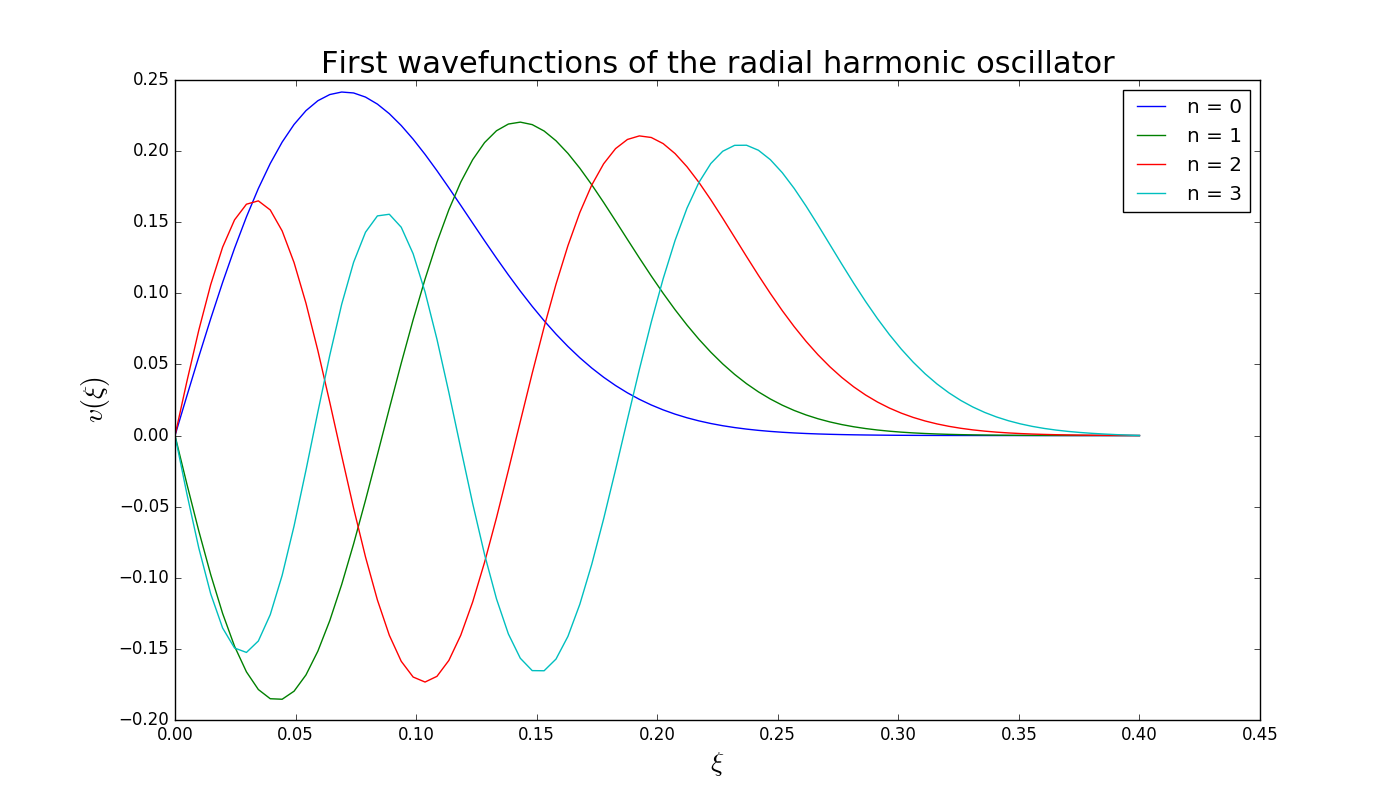 First wavefunctions of the radial harmonic oscillator
n = 0
n = 1
n = 2
n = 3
0.25
0.20
0.15
0.10
0.05
0.00
−0.05
−0.10
−0.15
−0.20
v(ξ)
0.00 0.05 0.10 0.15 0.20 0.25 0.30 0.35 0.40 0.45
ξ